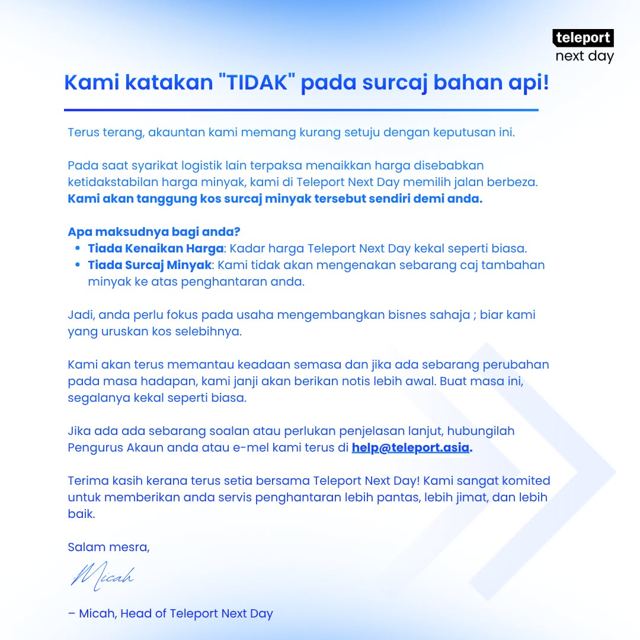 teleport
next day
Kami katakan "TIDAK" pada surcaj bahan api!
Terus terang, akauntan kami memang kurang setuju dengan keputusan ini.
Pada saat syarikat logistik lain terpaksa menaikkan harga disebabkan
ketidakstabilan harga minyak, kami di Teleport Next Day memilih jalan berbeza.
Kami akan tanggung kos surcaj minyak tersebut sendiri demi anda.
Apa maksudnya bagi anda?
• Tiada Kenaikan Harga: Kadar harga Teleport Next Day kekal seperti biasa.
• Tiada Surcaj Minyak: Kami tidak akan mengenakan sebarang caj tambahan
minyak ke atas penghantaran anda.
Jadi, anda perlu fokus pada usaha mengembangkan bisnes sahaja ; biar kami
yang uruskan kos selebihnya.
Kami akan terus memantau keadaan semasa dan jika ada sebarang perubahan
pada masa hadapan, kami janji akan berikan notis lebih awal. Buat masa ini,
segalanya kekal seperti biasa.
Jika ada ada sebarang soalan atau perlukan penjelasan lanjut, hubungilah
Pengurus Akaun anda atau e-mel kami terus di help@teleport.asia.
Terima kasih kerana terus setia bersama Teleport Next Day! Kami sangat komited
untuk memberikan anda servis penghantaran lebih pantas, lebih jimat, dan lebih
baik.
Salam mesra,
Micah
– Micah, Head of Teleport Next Day